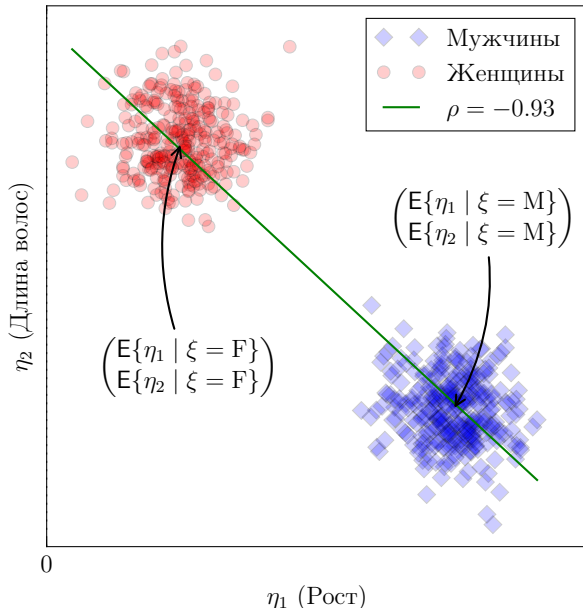 Мужчины
Женщины
ρ = −0.93
(E{η₁ | ξ = M})
(E{η₂ | ξ = M})
(E{η₁ | ξ = F})
(E{η₂ | ξ = F})
η₂ (Длина волос)
0
η₁ (Рост)